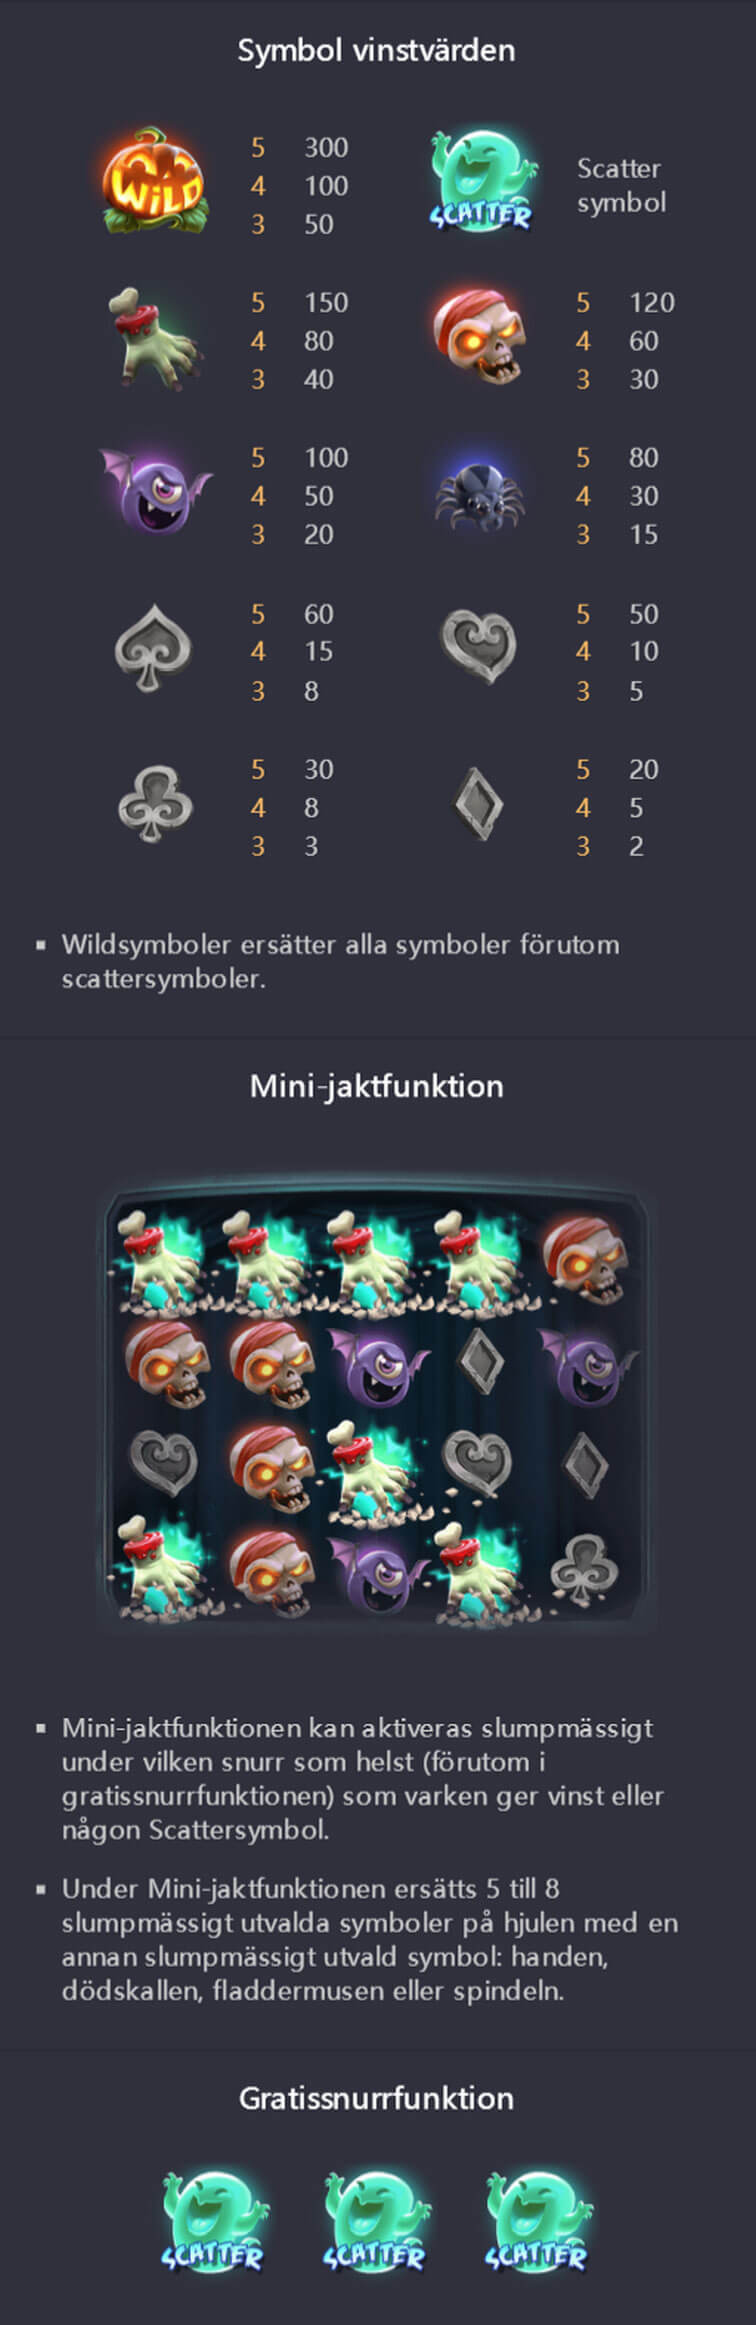 Symbol vinstvärden
WILD
5 300
4 100
3 50
SCATTER
Scatter
symbol
5 150
4 80
3 40
5 120
4 60
3 30
5 100
4 50
3 20
5 80
4 30
3 15
5 60
4 15
3 8
5 50
4 10
3 5
5 30
4 8
3 3
5 20
4 5
3 2
▪ Wildsymboler ersätter alla symboler förutom
scattersymboler.
Mini-jaktfunktion
▪ Mini-jaktfunktionen kan aktiveras slumpmässigt
under vilken snurr som helst (förutom i
gratissnurrfunktionen) som varken ger vinst eller
någon Scattersymbol.
▪ Under Mini-jaktfunktionen ersätts 5 till 8
slumpmässigt utvalda symboler på hjulen med en
annan slumpmässigt utvald symbol: handen,
dödskallen, fladdermusen eller spindeln.
Gratissnurrfunktion
SCATTER SCATTER SCATTER